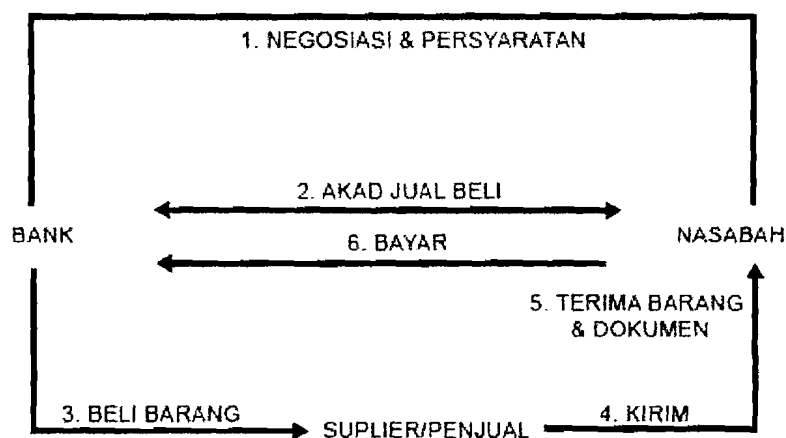 1. NEGOSIASI & PERSYARATAN
2. AKAD JUAL BELI
BANK
6. BAYAR
NASABAH
5. TERIMA BARANG
& DOKUMEN
3. BELI BARANG
SUPLIER/PENJUAL
4. KIRIM